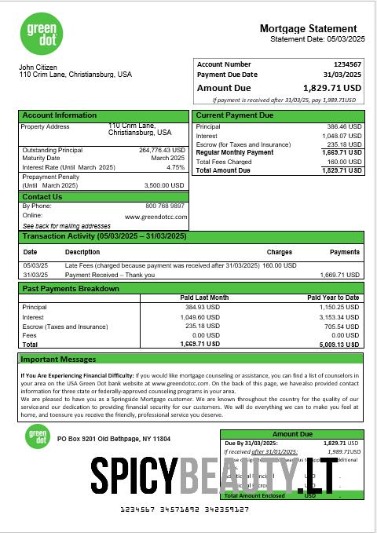 green
dot
Mortgage Statement
Statement Date: 05/03/2025
John Citizen
110 Crim Lane, Christiansburg, USA
Account Number 1234567
Payment Due Date 31/03/2025
Amount Due 1,829.71 USD
(if payment is received after 31/03/25, pay 1,989.71USD)
Account Information
Property Address 110 Crim Lane,
Christiansburg, USA
Outstanding Principal 264,776.43 USD
Maturity Date March 2025
Interest Rate (Until March 2025) 4.75%
Prepayment Penalty
(Until March 2025) 3,500.00 USD
Contact Us
By Phone: 800 768 9897
Online: www.greendotcc.com
See back for mailing addresses
Current Payment Due
Principal 386.46 USD
Interest 1,048.07 USD
Escrow (for Taxes and Insurance) 235.18 USD
Regular Monthly Payment 1,669.71 USD
Total Fees Charged 160.00 USD
Total Amount Due 1,829.71 USD
Transaction Activity (05/03/2025 – 31/03/2025)
Date Description Charges Payments
05/03/25 Late Fees (charged because payment was received after 31/03/2025) 160.00 USD
31/03/25 Payment Received – Thank you 1,669.71 USD
Past Payments Breakdown
Paid Last Month Paid Year to Date
Principal 384.93 USD 1,150.25 USD
Interest 1,049.60 USD 3,153.34 USD
Escrow (Taxes and Insurance) 235.18 USD 705.54 USD
Fees 0.00 USD 0.00 USD
Total 1,669.71 USD 5,009.13 USD
Important Messages
If You Are Experiencing Financial Difficulty: if you would like mortgage counseling or assistance, you can find a list of counselors in
your area on the USA Green Dot bank website at www.greendotcc.com. On the back of this page, we have also provided contact
information for three state or federally-approved counseling programs in your area.
We are pleased to have you as a Springside Mortgage customer. We are known throughout the country for the quality of our
service and our dedication to providing financial security for our customers. We will do everything we can to make you feel at
home, and to ensure you receive the friendly, professional service you deserve.
green
dot
PO Box 9201 Old Bethpage, NY 11804
Amount Due
Due By 31/03/2025: 1,829.71 USD
If received after 31/03/2025: 1,989.71USD
SPICYBEAUTY.LT
USD
USD
Total Amount Enclosed USD
1234567 34571892 342359127